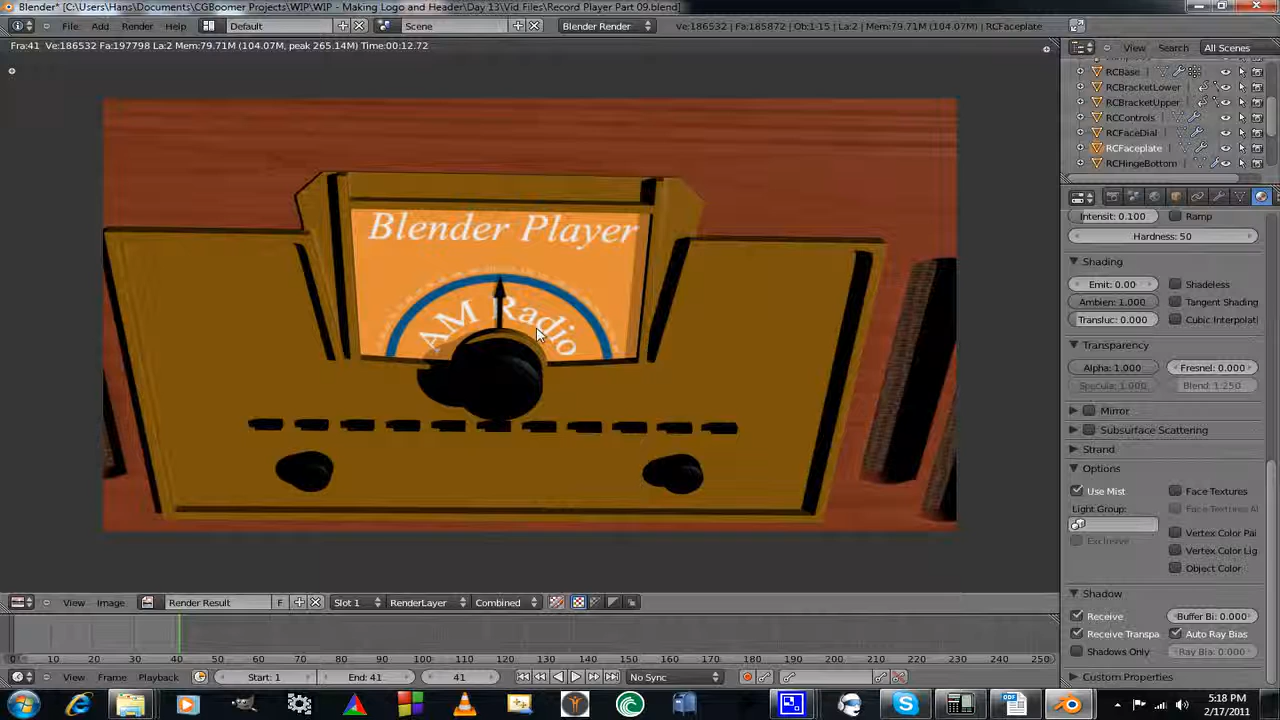 Blender* [C:\Users\Hans\Documents\CGBoomer Projects\WIP\WIP - Making Logo and Header\Day 13\Vid Files\Record Player Part 09.blend]
File Add Render Help Default Scene Blender Render Ve:186532 | Fa:185872 | Ob:1-15 | La:2 | Mem:79.71M (104.07M) | RCFaceplate
Fra:41 Ve:186532 Fa:197798 La:2 Mem:79.71M (104.07M, peak 265.14M) Time:00:12.72
View Search All Scenes
RCBase
RCBracketLower
RCBracketUpper
RCControls
RCFaceDial
RCFaceplate
RCHingeBottom
Intensit: 0.100 Ramp
Hardness: 50
Shading
Emit: 0.00 Shadeless
Ambien: 1.000 Tangent Shading
Transluc: 0.000 Cubic Interpolat
Transparency
Alpha: 1.000 Fresnel: 0.000
Specula: 1.000 Blend: 1.250
Mirror
Subsurface Scattering
Strand
Options
Use Mist Face Textures
Light Group: Face Textures Al
Vertex Color Pai
Exclusive
Vertex Color Lig
Object Color
Shadow
Receive Buffer Bi: 0.000
Receive Transpa Auto Ray Bias
Shadows Only Ray Bia: 0.000
Custom Properties
Blender Player
AM Radio
View Image Render Result F Slot 1 RenderLayer Combined
0 10 20 30 40 50 60 70 80 90 100 110 120 130 140 150 160 170 180 190 200 210 220 230 240 250
View Frame Playback Start: 1 End: 41 41 No Sync
5:18 PM
2/17/2011